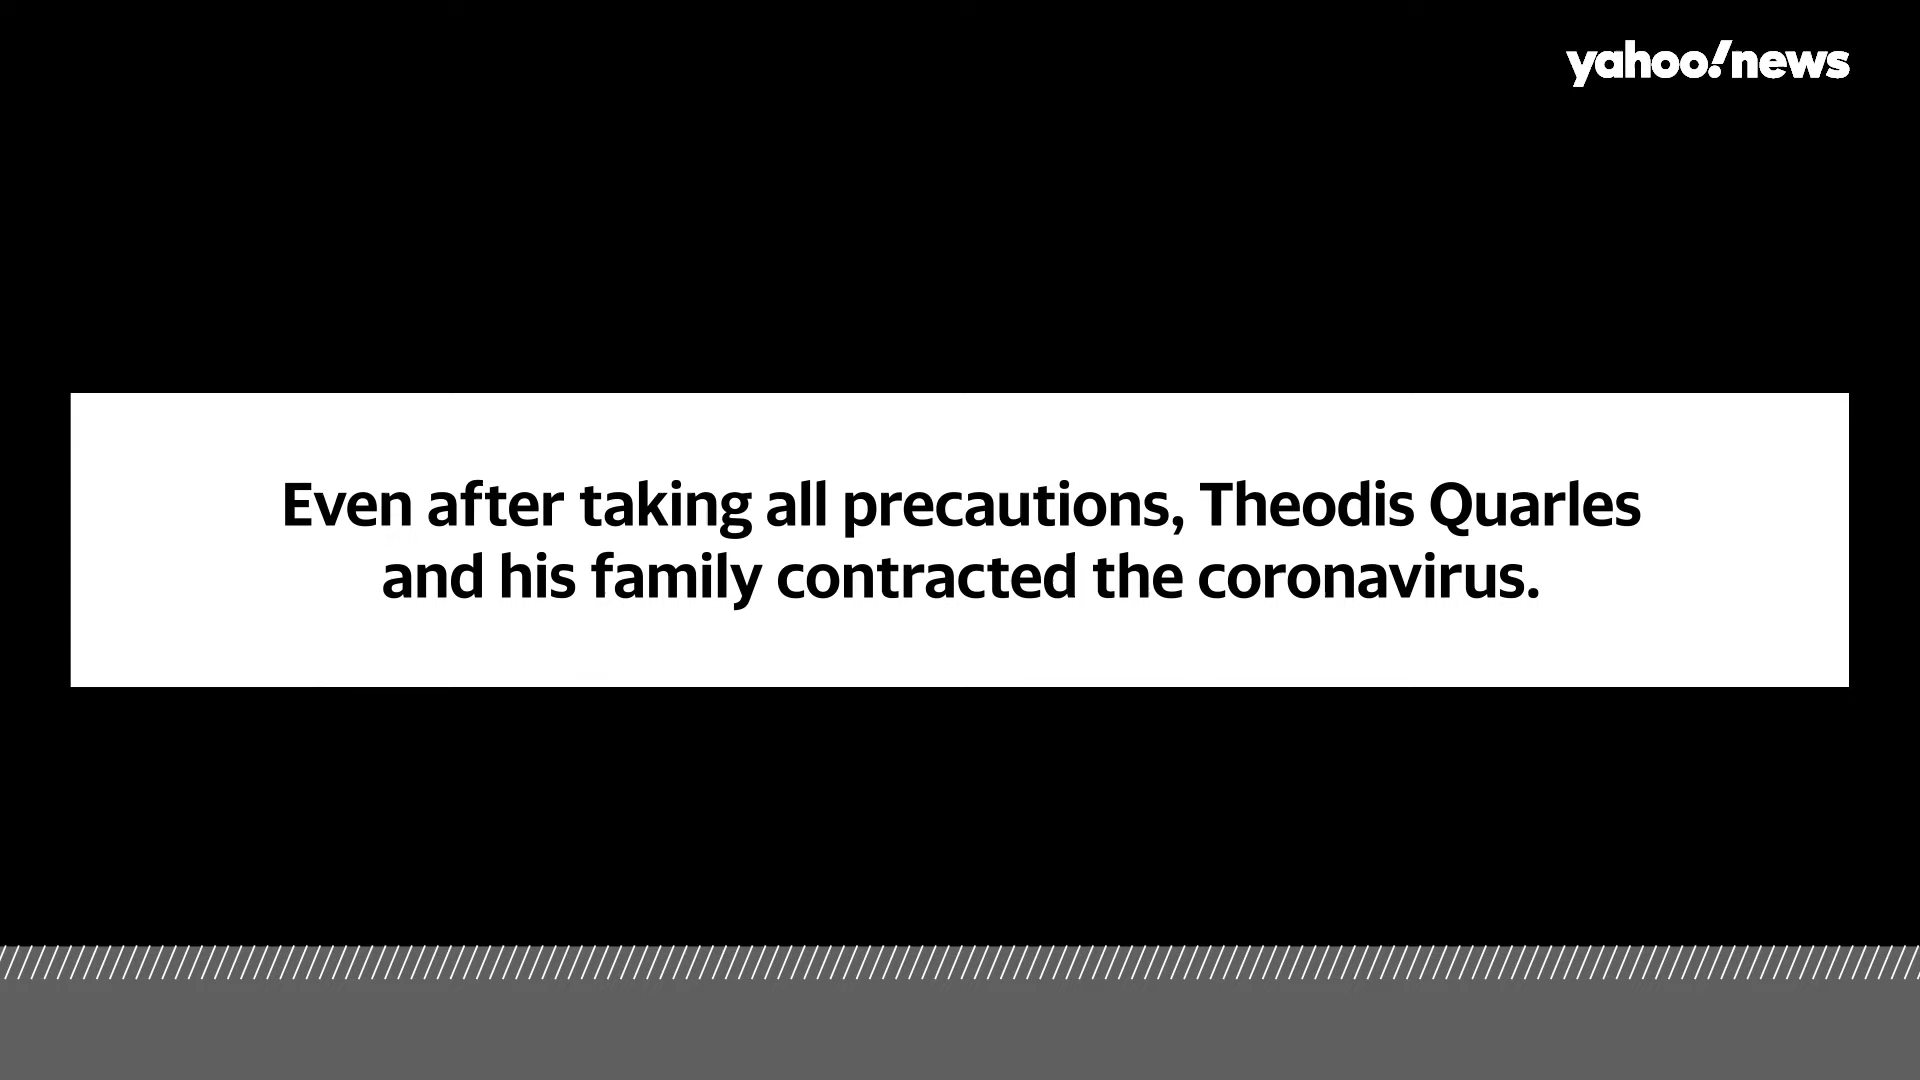 yahoo!news
Even after taking all precautions, Theodis Quarles
and his family contracted the coronavirus.